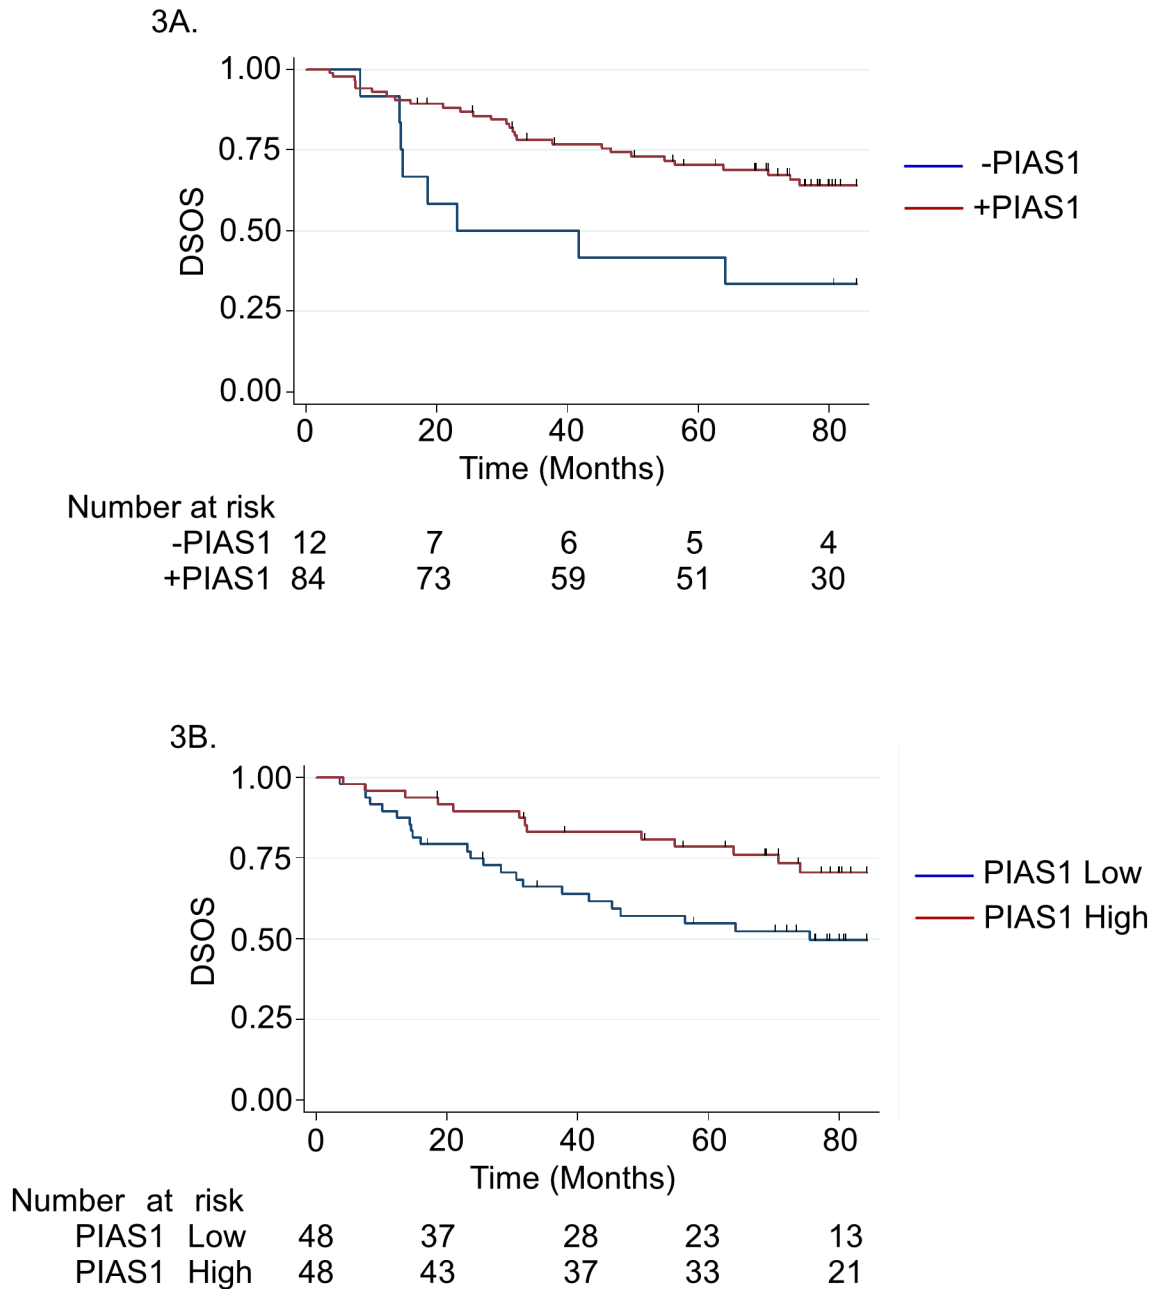 3A.
1.00
0.75
0.50
0.25
0.00
DSOS
0 20 40 60 80
Time (Months)
-PIAS1
+PIAS1
Number at risk
-PIAS1 12 7 6 5 4
+PIAS1 84 73 59 51 30
3B.
1.00
0.75
0.50
0.25
0.00
DSOS
0 20 40 60 80
Time (Months)
PIAS1 Low
PIAS1 High
Number at risk
PIAS1 Low 48 37 28 23 13
PIAS1 High 48 43 37 33 21